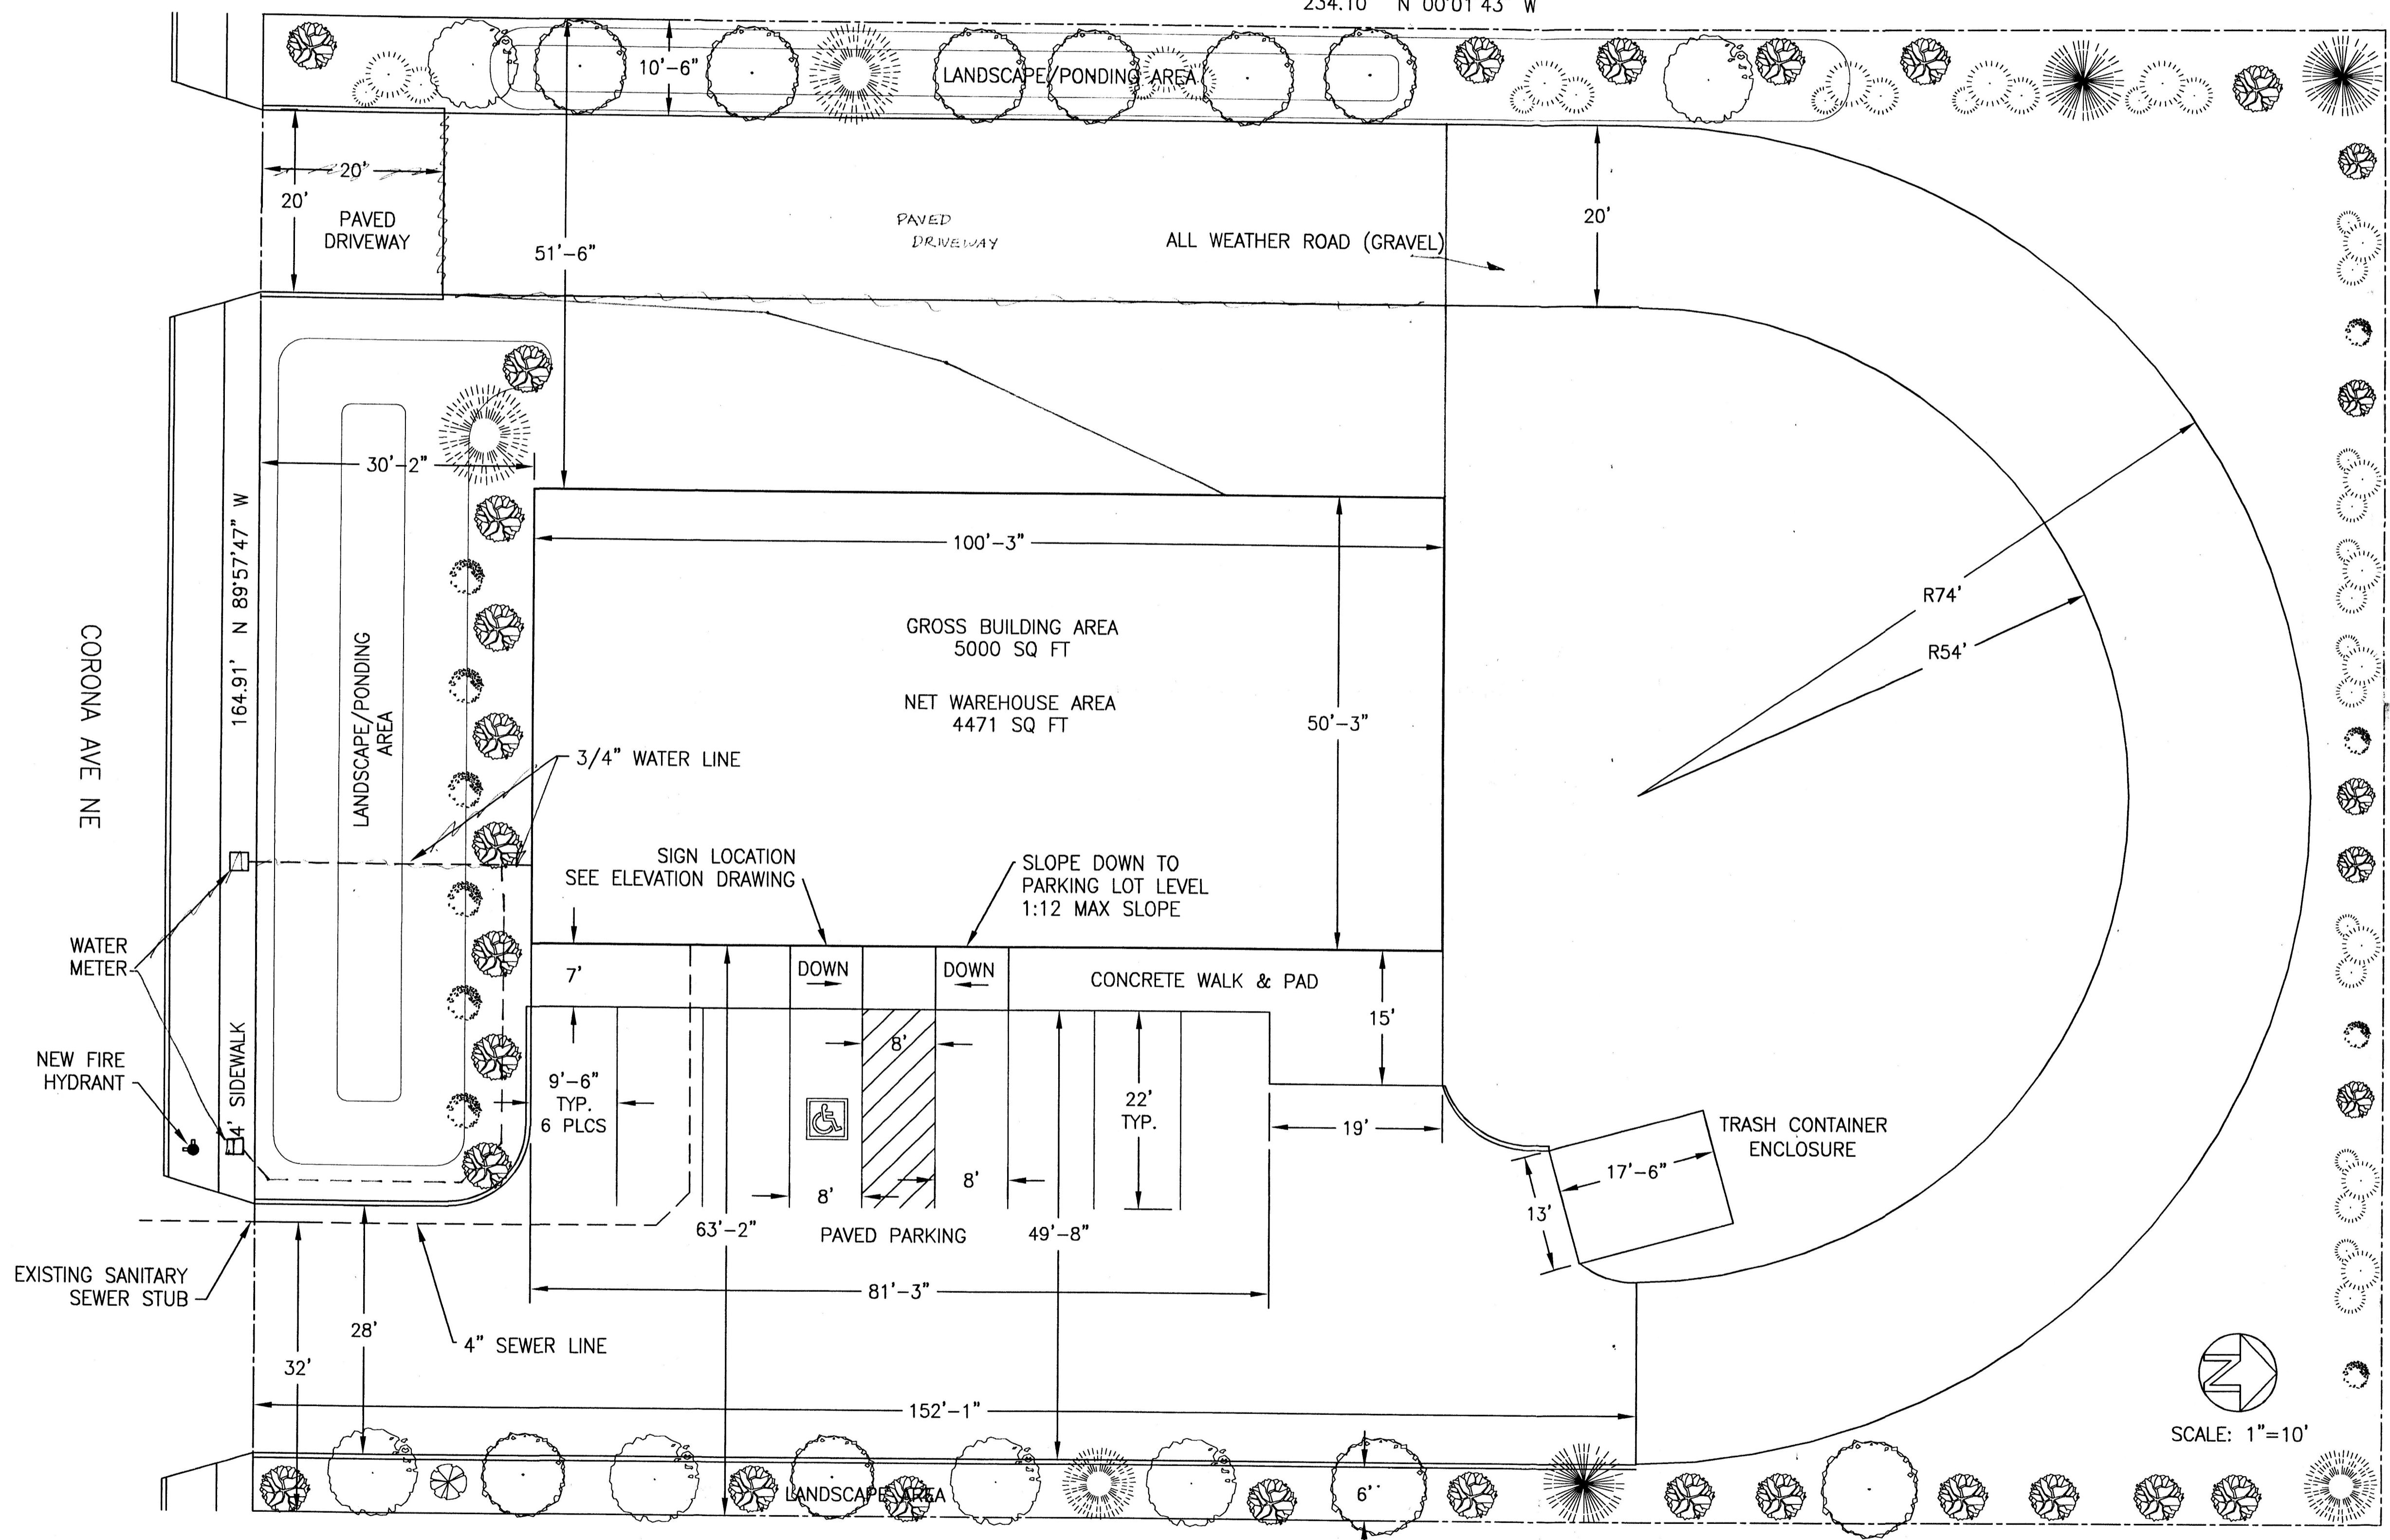 234.10' N 00°01'43" W
10'-6"
LANDSCAPE/PONDING AREA
20'
20'
PAVED
DRIVEWAY
51'-6"
PAVED
DRIVEWAY
ALL WEATHER ROAD (GRAVEL)
20'
30'-2"
100'-3"
GROSS BUILDING AREA
5000 SQ FT
NET WAREHOUSE AREA
4471 SQ FT
50'-3"
R74'
R54'
CORONA AVE NE
164.91' N 89°57'47" W
LANDSCAPE/PONDING
AREA
3/4" WATER LINE
SIGN LOCATION
SEE ELEVATION DRAWING
SLOPE DOWN TO
PARKING LOT LEVEL
1:12 MAX SLOPE
WATER
METER
7'
DOWN
DOWN
CONCRETE WALK & PAD
15'
NEW FIRE
HYDRANT
4' SIDEWALK
8'
9'-6"
TYP.
6 PLCS
22'
TYP.
19'
TRASH CONTAINER
ENCLOSURE
17'-6"
13'
8'
8'
63'-2"
PAVED PARKING
49'-8"
EXISTING SANITARY
SEWER STUB
81'-3"
28'
4" SEWER LINE
32'
152'-1"
N
SCALE: 1"=10'
LANDSCAPE AREA
6'